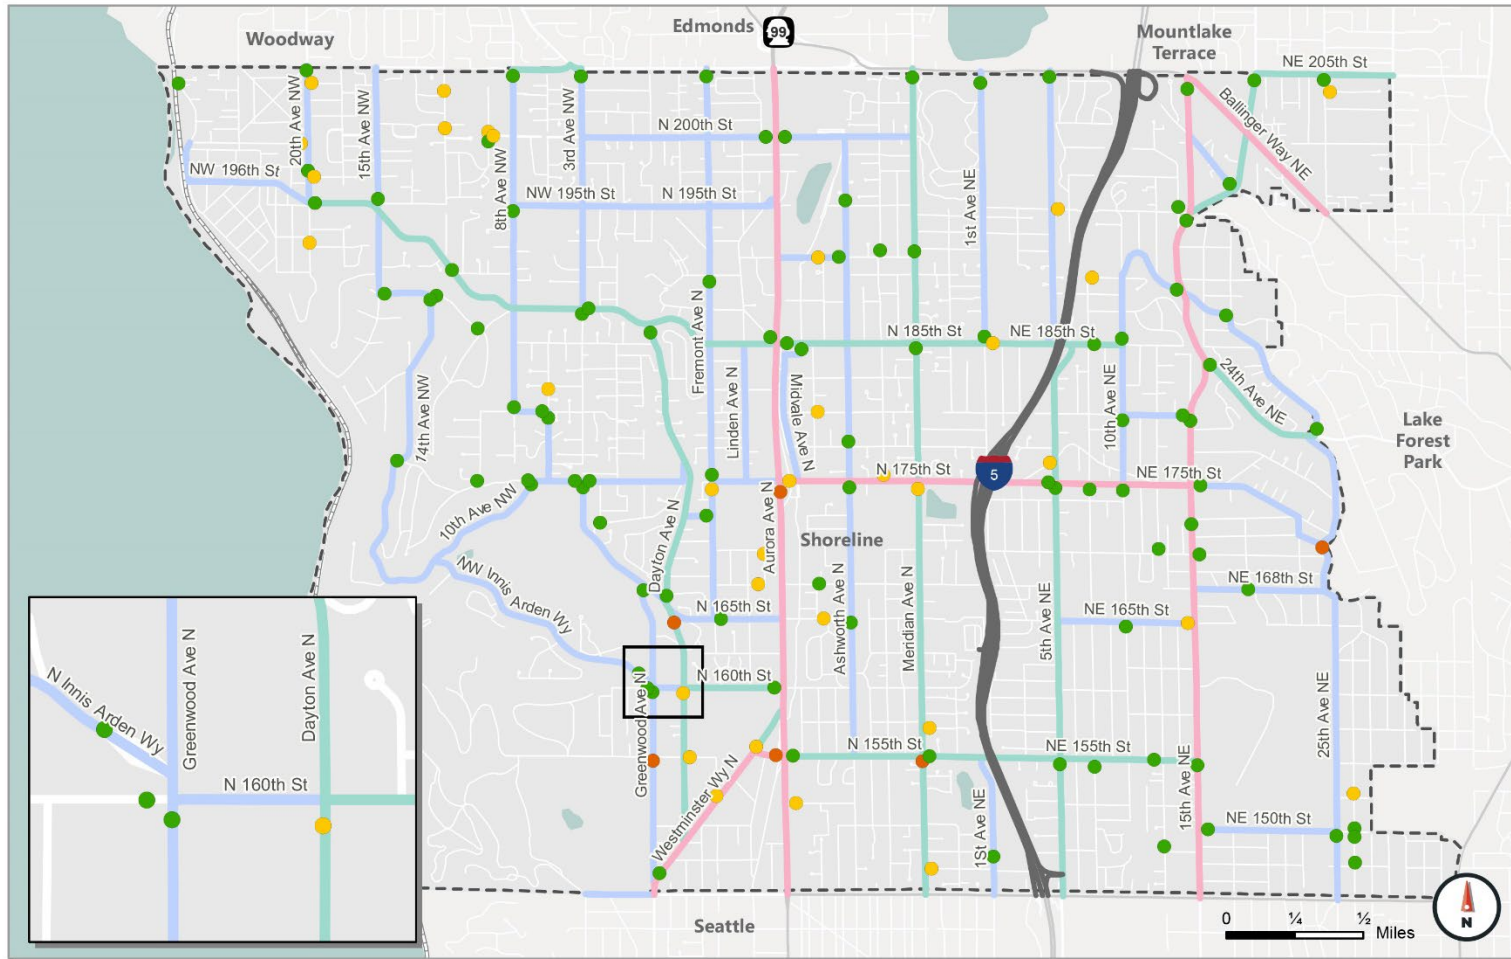 Woodway
Edmonds
99
Mountlake
Terrace
NE 205th St
20th Ave NW
15th Ave NW
3rd Ave NW
Ballinger Way NE
N 200th St
NW 196th St
8th Ave NW
NW 195th St
N 195th St
1st Ave NE
Fremont Ave N
N 185th St
NE 185th St
14th Ave NW
Linden Ave N
Midvale Ave N
10th Ave NE
24th Ave NE
Lake
Forest
Park
N 175th St
5
NE 175th St
10th Ave NW
Dayton Ave N
Aurora Ave N
Shoreline
NW Innis Arden Wy
N 165th St
Ashworth Ave N
Meridian Ave N
5th Ave NE
NE 165th St
NE 168th St
N 160th St
Greenwood Ave N
N 155th St
NE 155th St
25th Ave NE
Westminster Wy N
1St Ave NE
15th Ave NE
NE 150th St
N Innis Arden Wy
Greenwood Ave N
Dayton Ave N
N 160th St
Seattle
0 ¼ ½
Miles
N